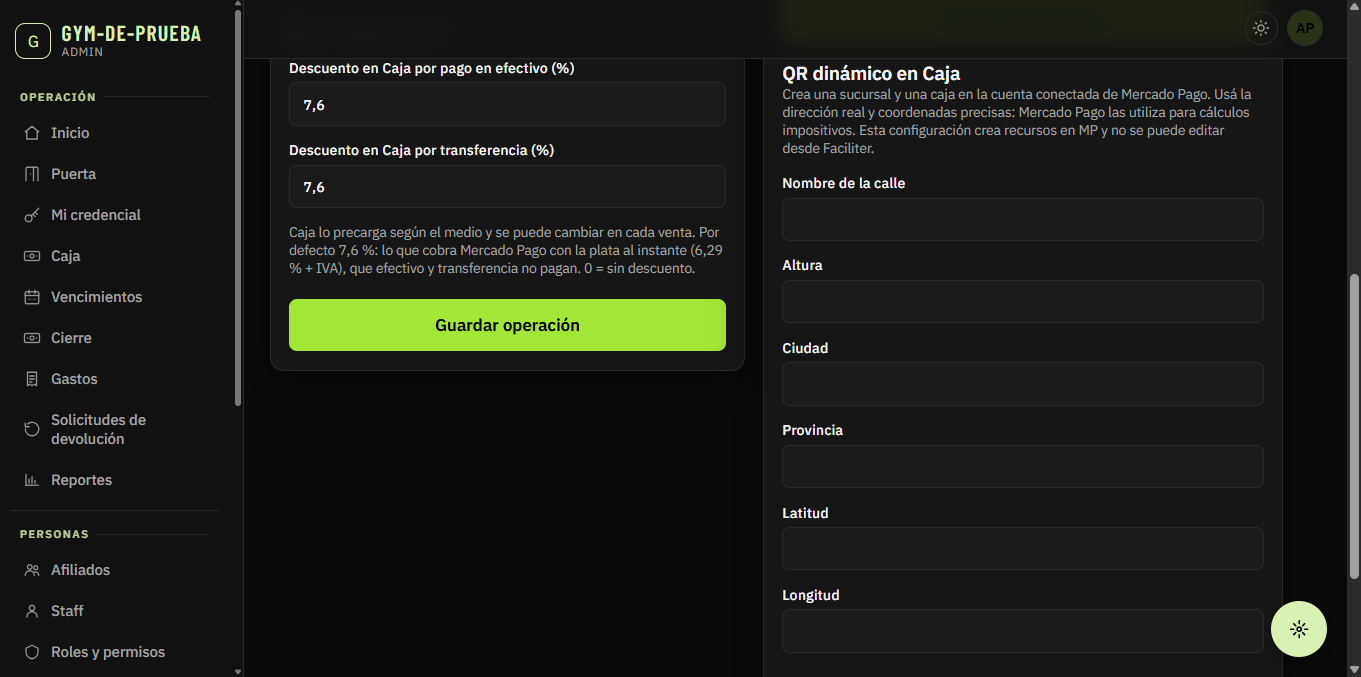 G
GYM-DE-PRUEBA
ADMIN
OPERACIÓN
Inicio
Puerta
Mi credencial
Caja
Vencimientos
Cierre
Gastos
Solicitudes de
devolución
Reportes
PERSONAS
Afiliados
Staff
Roles y permisos
AP
Descuento en Caja por pago en efectivo (%)
7,6
Descuento en Caja por transferencia (%)
7,6
Caja lo precarga según el medio y se puede cambiar en cada venta. Por
defecto 7,6 %: lo que cobra Mercado Pago con la plata al instante (6,29
% + IVA), que efectivo y transferencia no pagan. 0 = sin descuento.
Guardar operación
QR dinámico en Caja
Crea una sucursal y una caja en la cuenta conectada de Mercado Pago. Usá la
dirección real y coordenadas precisas: Mercado Pago las utiliza para cálculos
impositivos. Esta configuración crea recursos en MP y no se puede editar
desde Faciliter.
Nombre de la calle
Altura
Ciudad
Provincia
Latitud
Longitud